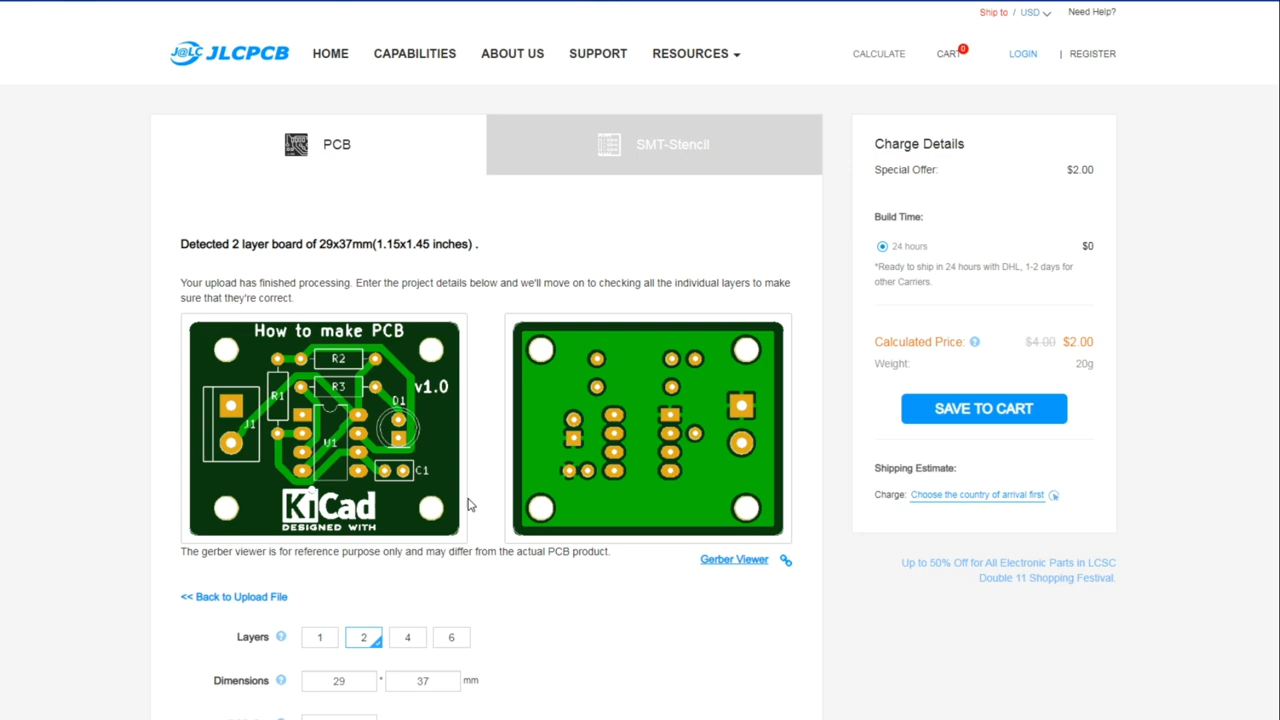 Ship to / USD Need Help?
J@LC JLCPCB HOME CAPABILITIES ABOUT US SUPPORT RESOURCES CALCULATE CART 0 LOGIN | REGISTER
PCB SMT-Stencil
Charge Details
Special Offer: $2.00
Build Time:
24 hours $0
*Ready to ship in 24 hours with DHL, 1-2 days for
other Carriers.
Calculated Price: ? $4.00 $2.00
Weight: 20g
SAVE TO CART
Shipping Estimate:
Charge: Choose the country of arrival first
Up to 50% Off for All Electronic Parts in LCSC
Double 11 Shopping Festival.
Detected 2 layer board of 29x37mm(1.15x1.45 inches) .
Your upload has finished processing. Enter the project details below and we'll move on to checking all the individual layers to make
sure that they're correct.
How to make PCB
R2
R3 v1.0
R1 D1
J1 U1
C1
KiCad
DESIGNED WITH
The gerber viewer is for reference purpose only and may differ from the actual PCB product.
Gerber Viewer
<< Back to Upload File
Layers ? 1 2 4 6
Dimensions ? 29 * 37 mm